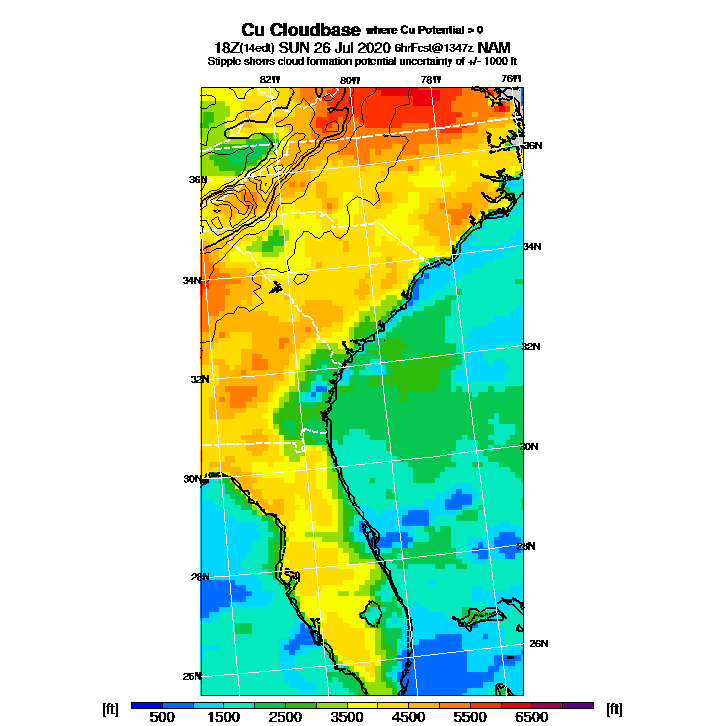 Cu Cloudbase where Cu Potential > 0
18Z(14edt) SUN 26 Jul 2020 6hrFcst@1347z NAM
Stipple shows cloud formation potential uncertainty of +/- 1000 ft
82W 80W 78W 76W
36N
36N
34N
34N
32N
32N
30N
30N
28N
28N
26N
26N
[ft] 500 1500 2500 3500 4500 5500 6500 [ft]